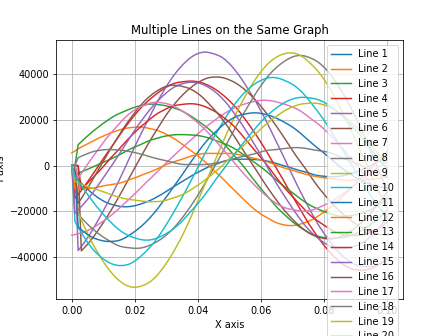 Multiple Lines on the Same Graph
40000
20000
0
−20000
−40000
0.00
0.02
0.04
0.06
X axis
Line 1
Line 2
Line 3
Line 4
Line 5
Line 6
Line 7
Line 8
Line 9
Line 10
Line 11
Line 12
Line 13
Line 14
Line 15
Line 16
Line 17
Line 18
Line 19
Line 20